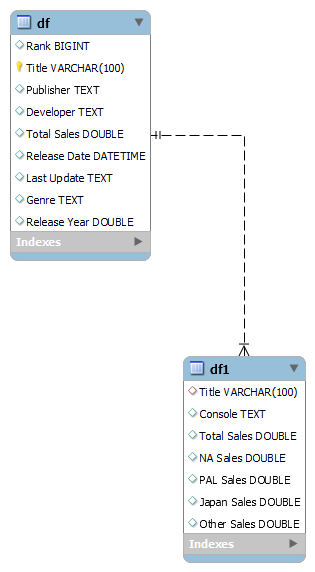 df
Rank BIGINT
Title VARCHAR(100)
Publisher TEXT
Developer TEXT
Total Sales DOUBLE
Release Date DATETIME
Last Update TEXT
Genre TEXT
Release Year DOUBLE
Indexes
df1
Title VARCHAR(100)
Console TEXT
Total Sales DOUBLE
NA Sales DOUBLE
PAL Sales DOUBLE
Japan Sales DOUBLE
Other Sales DOUBLE
Indexes